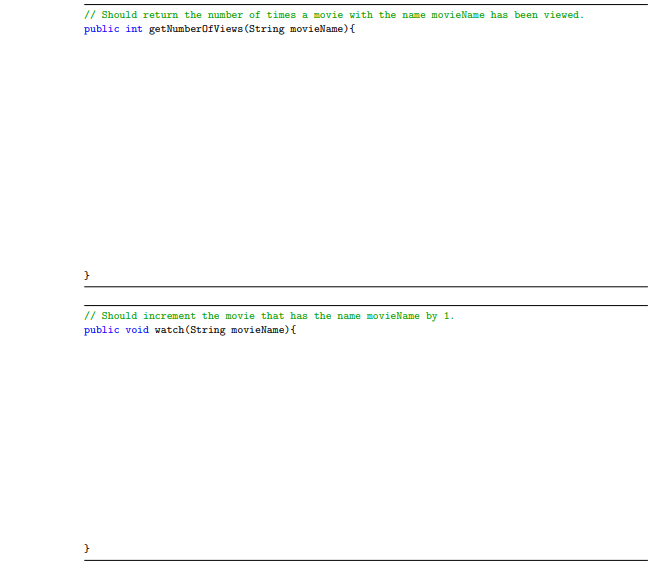 // Should return the number of times a movie with the name movieName has been viewed.
public int getNumberOfViews(String movieName){
}
// Should increment the movie that has the name movieName by 1.
public void watch(String movieName){
}